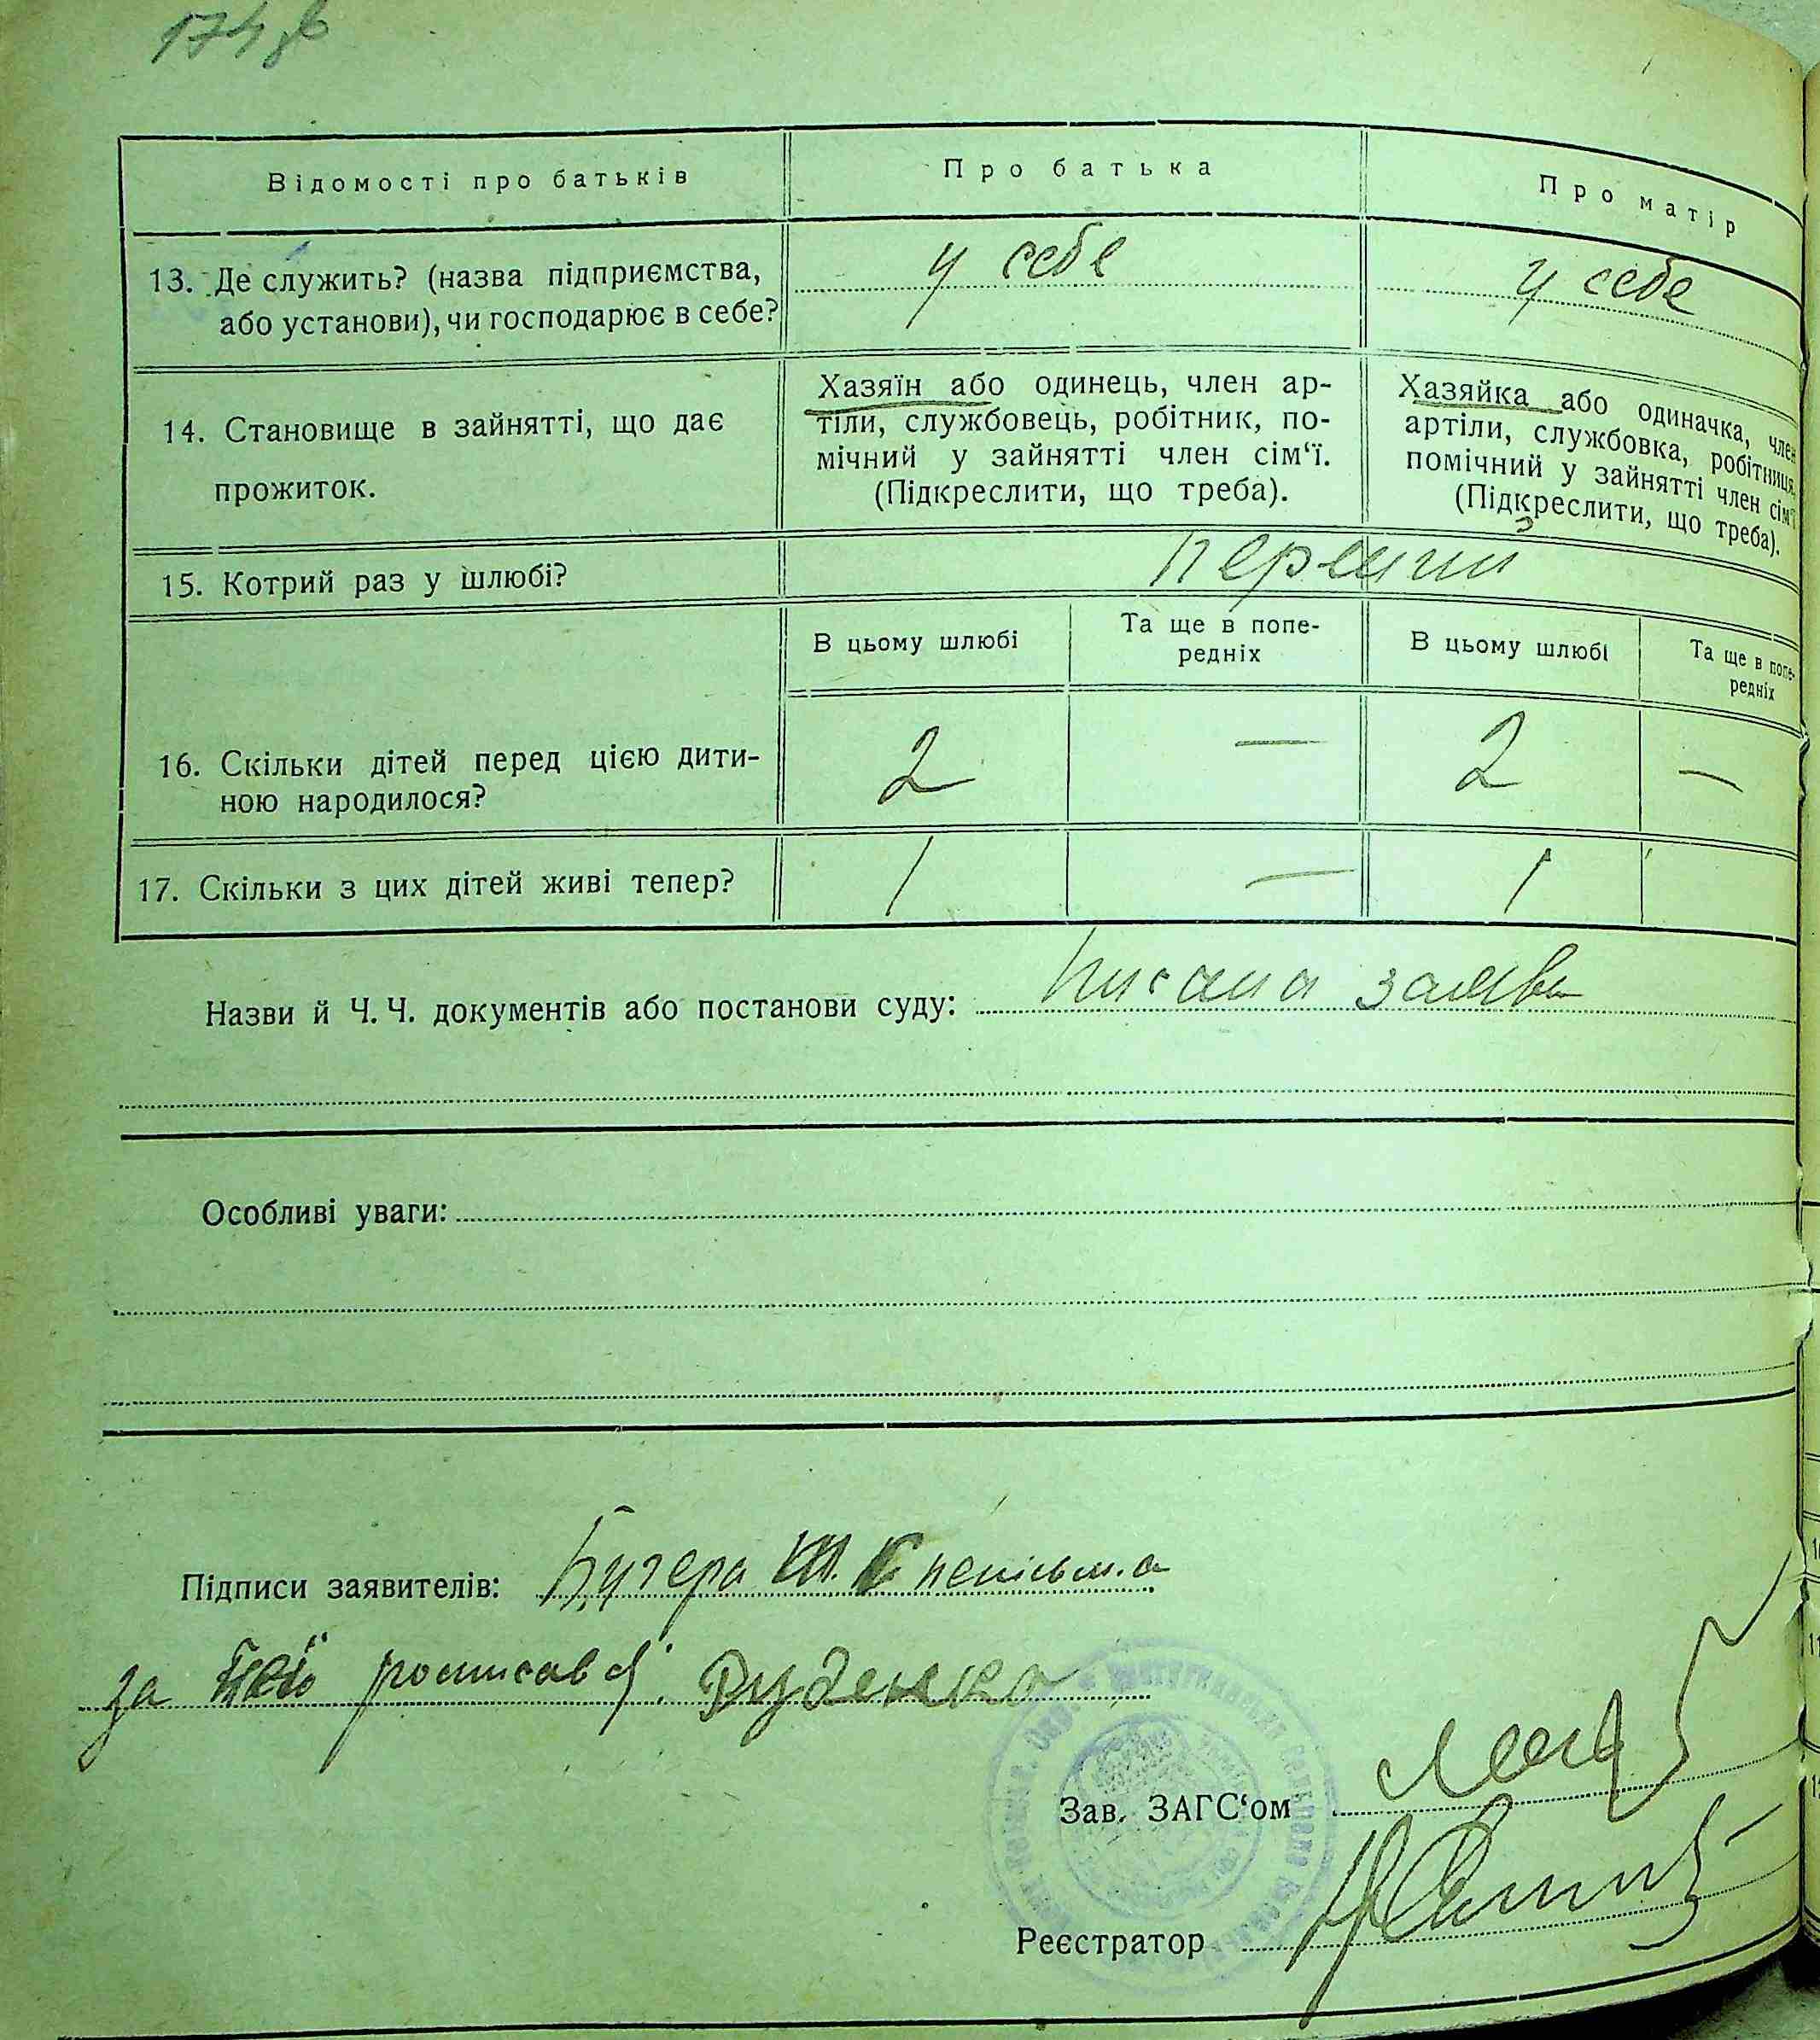 174 зв
Відомості про батьків
Про батька
Про матір
13. Де служить? (назва підприємства,
або установи), чи господарює в себе?
у себе
у себе
14. Становище в зайнятті, що дає
прожиток.
Хазяїн або одинець, член ар-
тіли, службовець, робітник, по-
мічний у зайнятті член сім‘ї.
(Підкреслити, що треба).
Хазяйка або одиначка, член
артіли, службовка, робітниця,
помічний у зайнятті член сім‘ї
(Підкреслити, що треба).
15. Котрий раз у шлюбі?
перший
В цьому шлюбі
Та ще в попе-
редніх
В цьому шлюбі
Та ще в попе-
редніх
16. Скільки дітей перед цією дити-
ною народилося?
2 — 2 —
17. Скільки з цих дітей живі тепер?
1 — 1
Назви й Ч. Ч. документів або постанови суду: писана заява
Особливі уваги:
Підписи заявителів: неписьм.а
за росписався Руденко
Зав. ЗАГС‘ом
Реєстратор